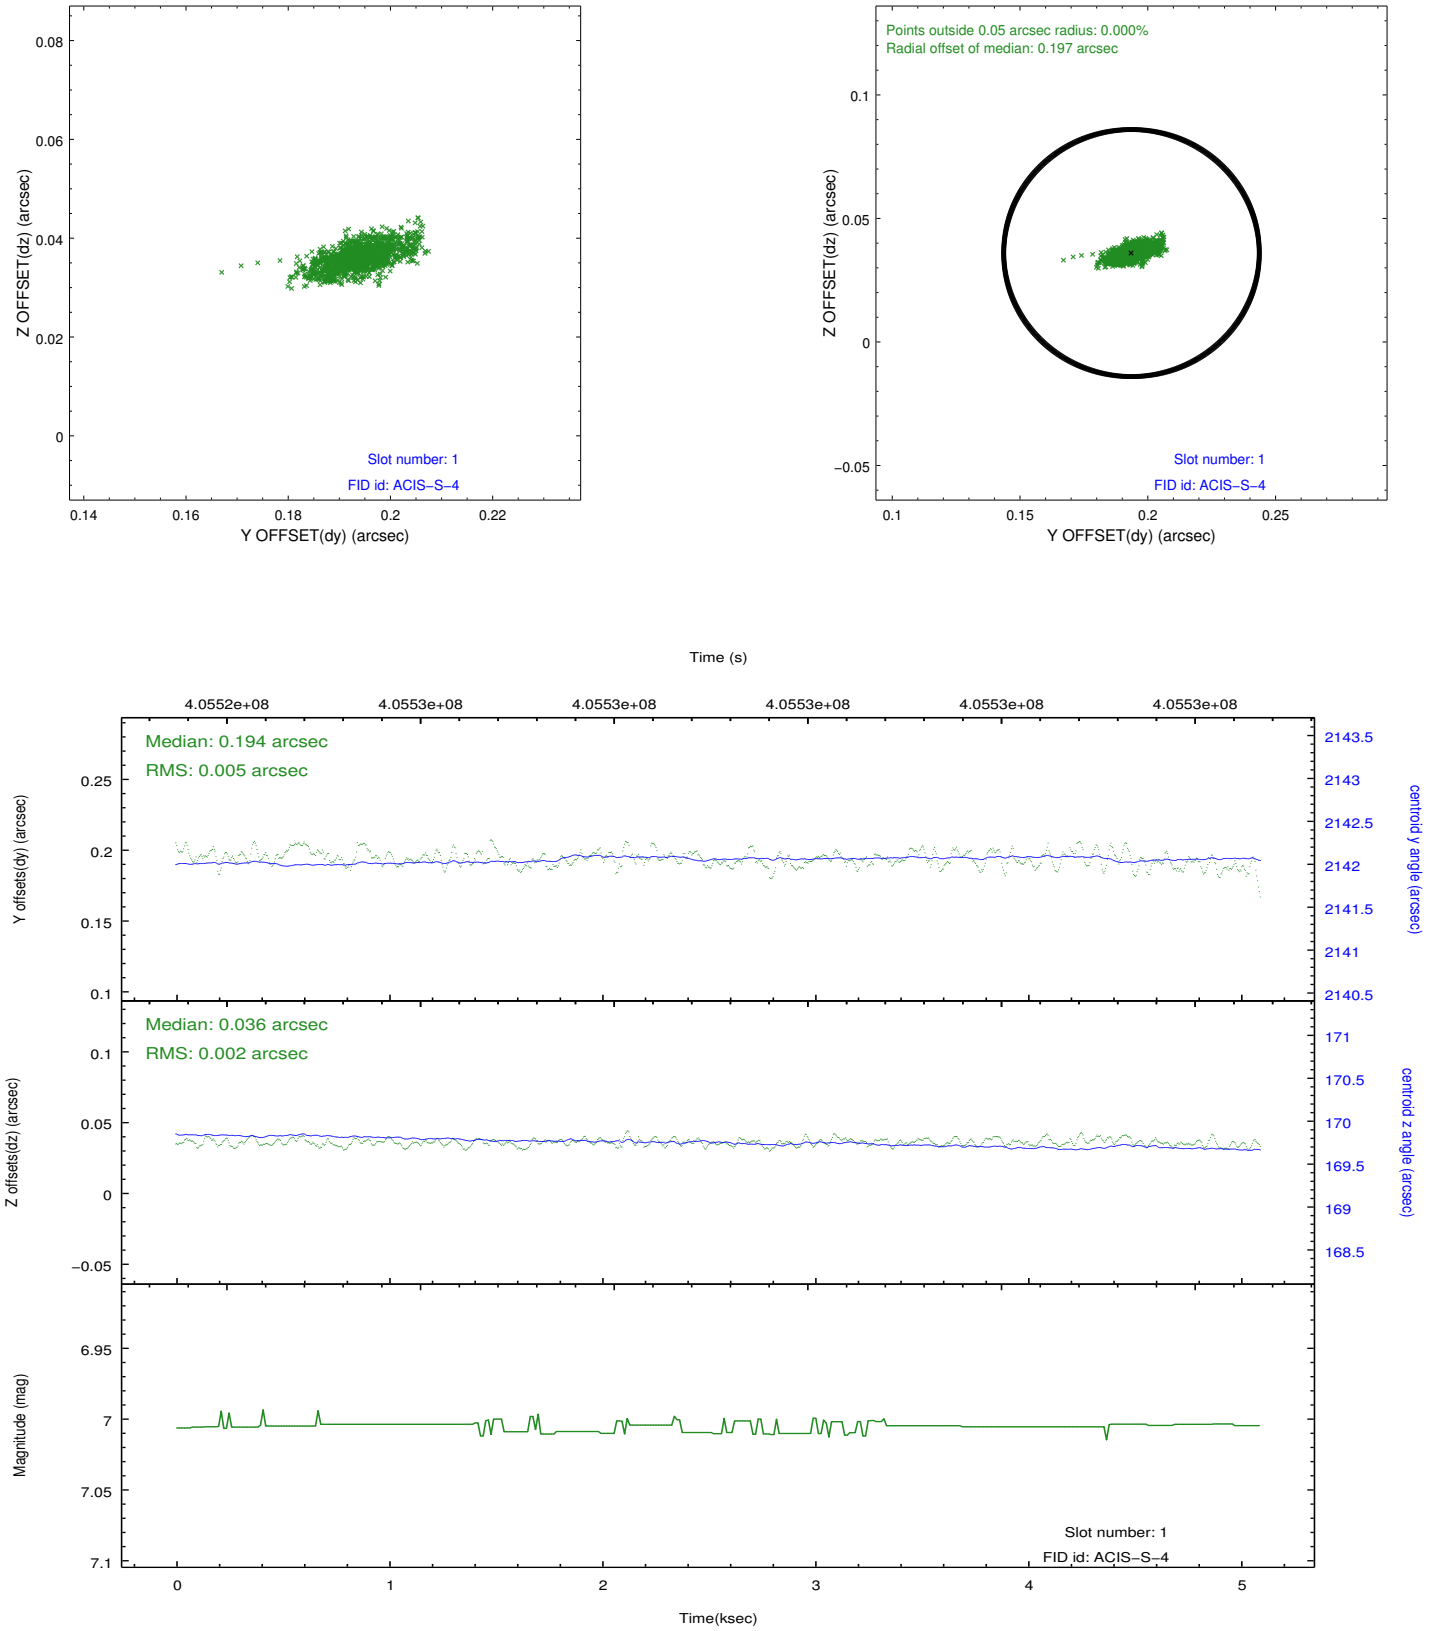 0.08
0.06
0.04
0.02
0
Z OFFSET(dz) (arcsec)
Slot number: 1
FID id: ACIS−S−4
0.14 0.16 0.18 0.2 0.22
Y OFFSET(dy) (arcsec)
Points outside 0.05 arcsec radius: 0.000%
Radial offset of median: 0.197 arcsec
0.1
0.05
0
−0.05
Z OFFSET(dz) (arcsec)
Slot number: 1
FID id: ACIS−S−4
0.1 0.15 0.2 0.25
Y OFFSET(dy) (arcsec)
Time (s)
4.0552e+08 4.0553e+08 4.0553e+08 4.0553e+08 4.0553e+08 4.0553e+08
Median: 0.194 arcsec
RMS: 0.005 arcsec
0.25
0.2
0.15
0.1
Y offsets(dy) (arcsec)
2143.5
2143
2142.5
2142
2141.5
2141
2140.5
centroid y angle (arcsec)
Median: 0.036 arcsec
RMS: 0.002 arcsec
0.1
0.05
0
−0.05
Z offsets(dz) (arcsec)
171
170.5
170
169.5
169
168.5
centroid z angle (arcsec)
6.95
7
7.05
7.1
Magnitude (mag)
Slot number: 1
FID id: ACIS−S−4
0 1 2 3 4 5
Time(ksec)